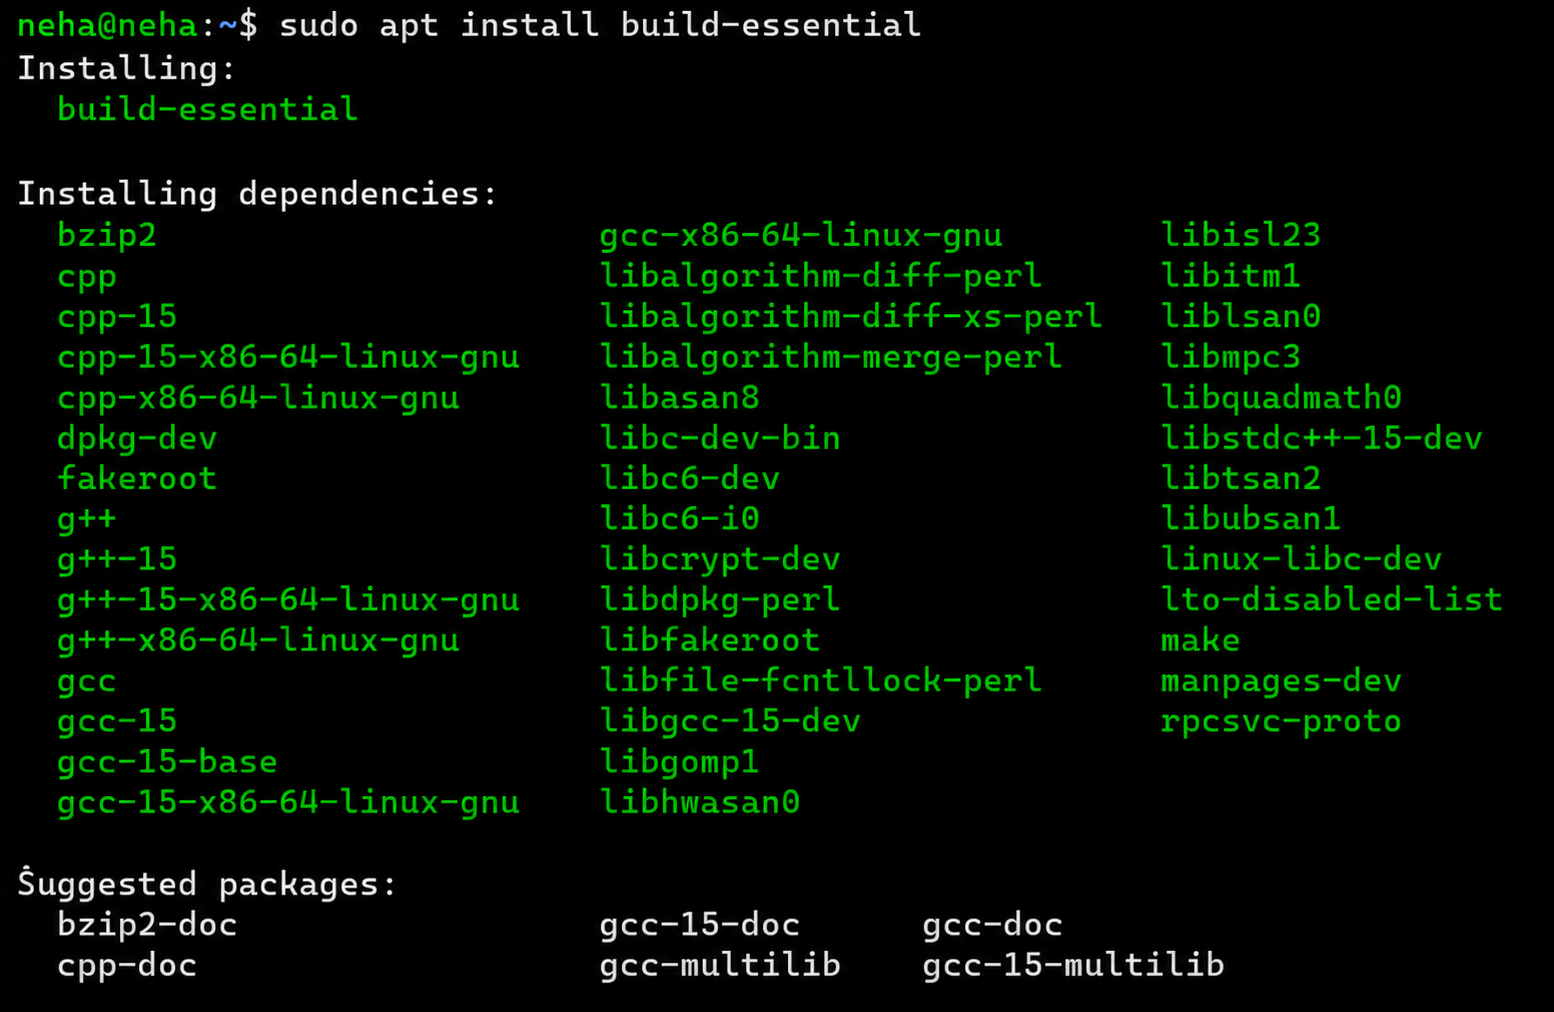 neha@neha:~$ sudo apt install build-essential
Installing:
  build-essential

Installing dependencies:
  bzip2                      gcc-x86-64-linux-gnu        libisl23
  cpp                        libalgorithm-diff-perl      libitm1
  cpp-15                     libalgorithm-diff-xs-perl   liblsan0
  cpp-15-x86-64-linux-gnu    libalgorithm-merge-perl     libmpc3
  cpp-x86-64-linux-gnu       libasan8                    libquadmath0
  dpkg-dev                   libc-dev-bin                libstdc++-15-dev
  fakeroot                   libc6-dev                   libtsan2
  g++                        libc6-i0                    libubsan1
  g++-15                     libcrypt-dev                linux-libc-dev
  g++-15-x86-64-linux-gnu    libdpkg-perl                lto-disabled-list
  g++-x86-64-linux-gnu       libfakeroot                 make
  gcc                        libfile-fcntllock-perl      manpages-dev
  gcc-15                     libgcc-15-dev               rpcsvc-proto
  gcc-15-base                libgomp1
  gcc-15-x86-64-linux-gnu    libhwasan0

Suggested packages:
  bzip2-doc                  gcc-15-doc      gcc-doc
  cpp-doc                    gcc-multilib    gcc-15-multilib